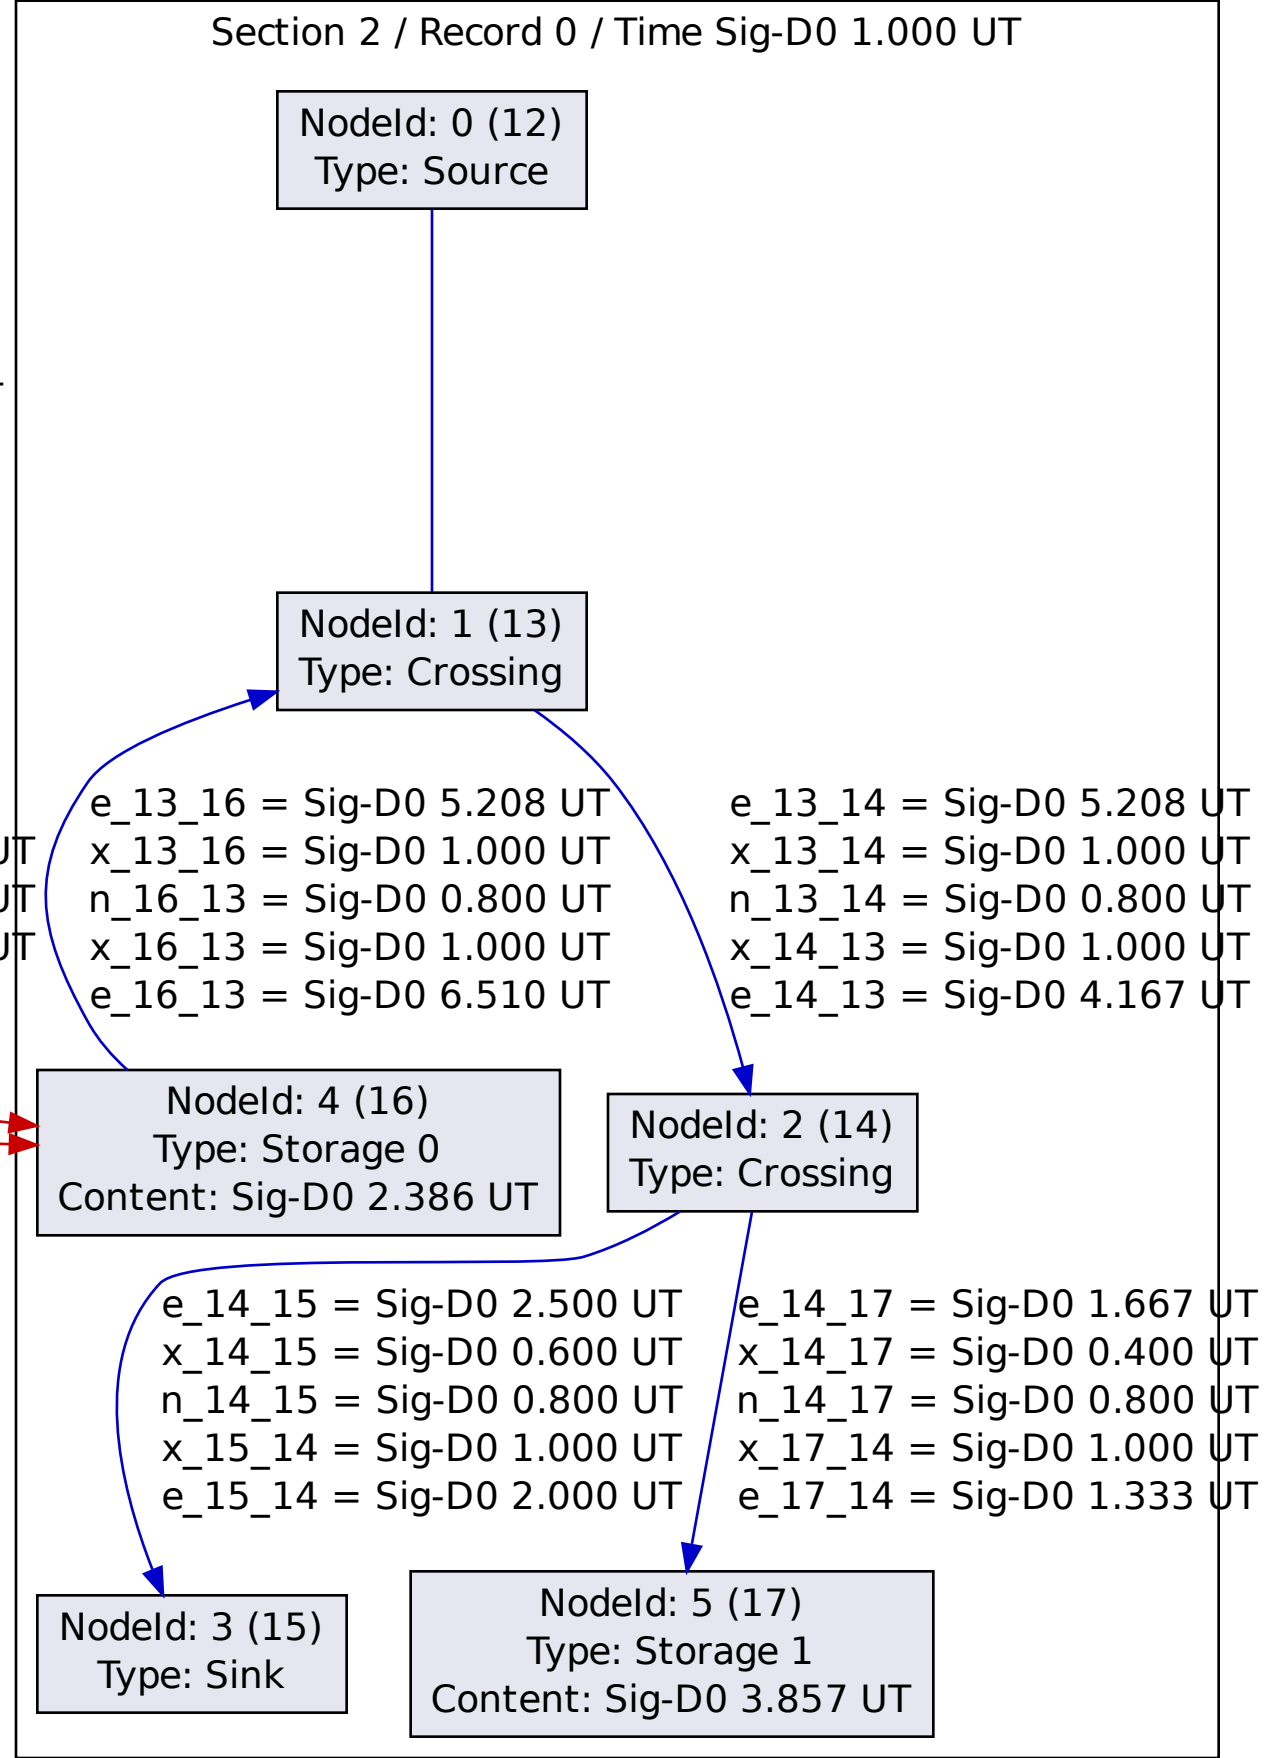 Section 2 / Record 0 / Time Sig-D0 1.000 UT
NodeId: 0 (12)
Type: Source
NodeId: 1 (13)
Type: Crossing
e_13_16 = Sig-D0 5.208 UT
x_13_16 = Sig-D0 1.000 UT
n_16_13 = Sig-D0 0.800 UT
x_16_13 = Sig-D0 1.000 UT
e_16_13 = Sig-D0 6.510 UT
e_13_14 = Sig-D0 5.208 UT
x_13_14 = Sig-D0 1.000 UT
n_13_14 = Sig-D0 0.800 UT
x_14_13 = Sig-D0 1.000 UT
e_14_13 = Sig-D0 4.167 UT
UT
UT
UT
NodeId: 4 (16)
Type: Storage 0
Content: Sig-D0 2.386 UT
NodeId: 2 (14)
Type: Crossing
e_14_15 = Sig-D0 2.500 UT
x_14_15 = Sig-D0 0.600 UT
n_14_15 = Sig-D0 0.800 UT
x_15_14 = Sig-D0 1.000 UT
e_15_14 = Sig-D0 2.000 UT
e_14_17 = Sig-D0 1.667 UT
x_14_17 = Sig-D0 0.400 UT
n_14_17 = Sig-D0 0.800 UT
x_17_14 = Sig-D0 1.000 UT
e_17_14 = Sig-D0 1.333 UT
NodeId: 3 (15)
Type: Sink
NodeId: 5 (17)
Type: Storage 1
Content: Sig-D0 3.857 UT